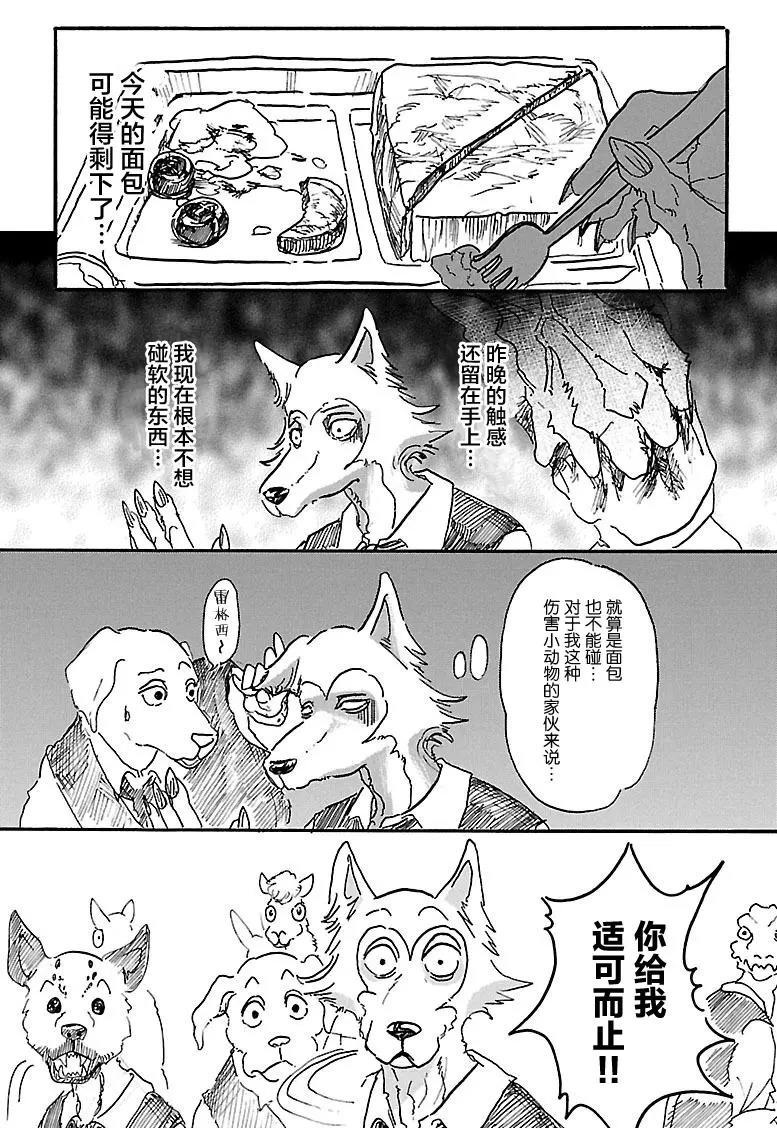 今天的面包
可能得剩下了…
昨晚的触感
还留在手上…
我现在根本不想
碰软的东西…
就算是面包
也不能碰…
对于我这种
伤害小动物的家伙来说…
雷格西~
你给我
适可而止!!